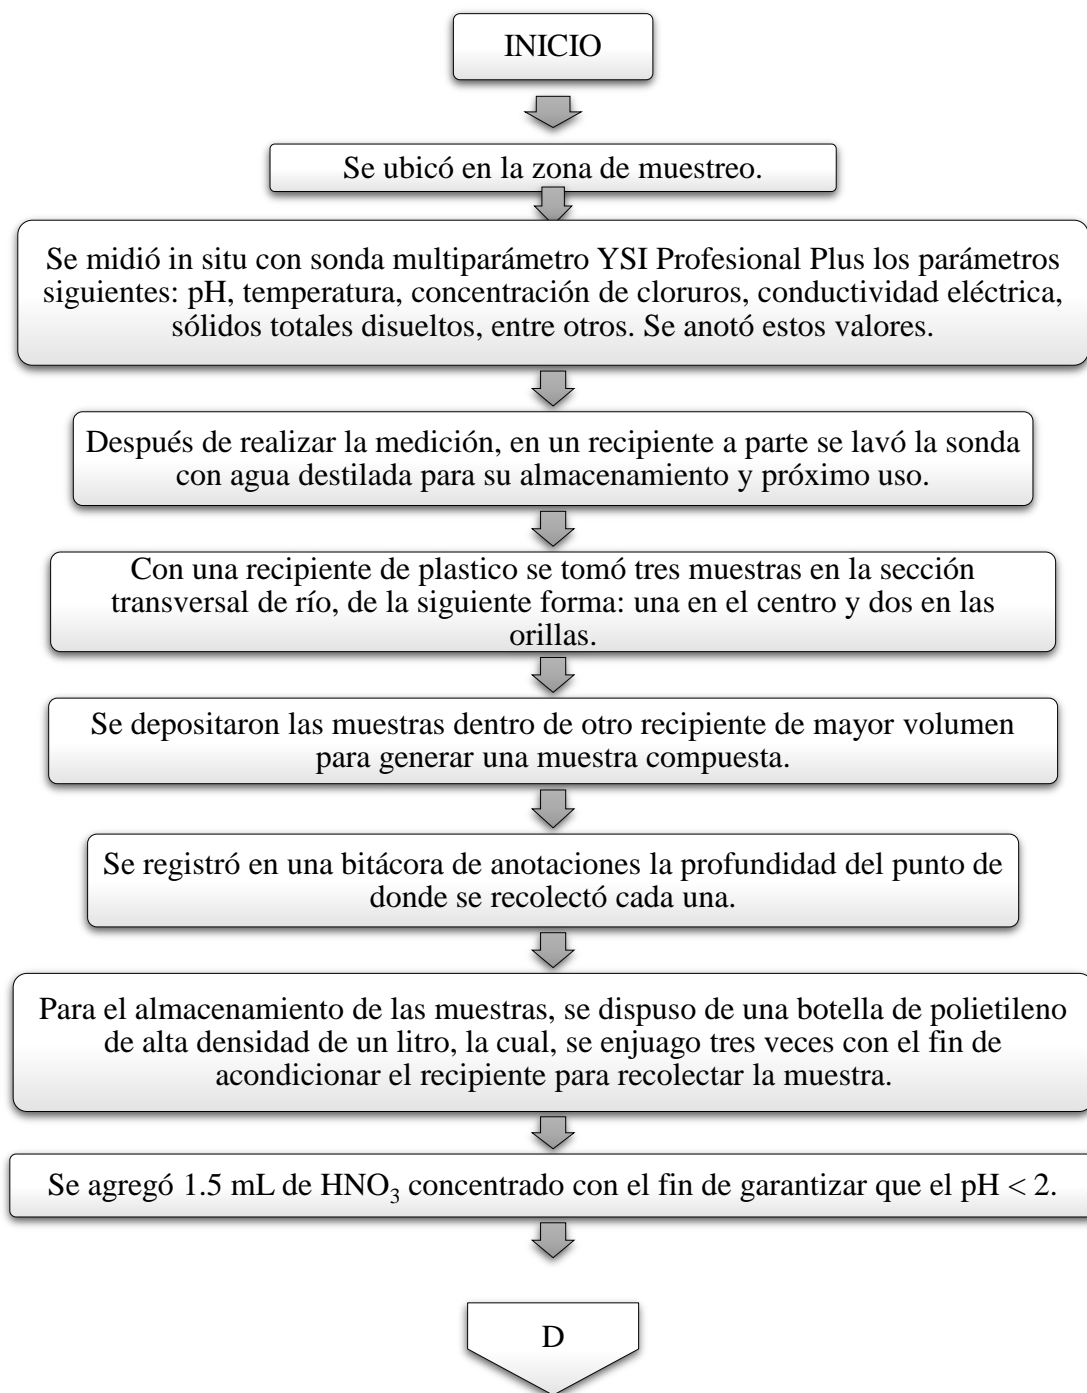 INICIO
Se ubicó en la zona de muestreo.
Se midió in situ con sonda multiparámetro YSI Profesional Plus los parámetros
siguientes: pH, temperatura, concentración de cloruros, conductividad eléctrica,
sólidos totales disueltos, entre otros. Se anotó estos valores.
Después de realizar la medición, en un recipiente a parte se lavó la sonda
con agua destilada para su almacenamiento y próximo uso.
Con una recipiente de plastico se tomó tres muestras en la sección
transversal de río, de la siguiente forma: una en el centro y dos en las
orillas.
Se depositaron las muestras dentro de otro recipiente de mayor volumen
para generar una muestra compuesta.
Se registró en una bitácora de anotaciones la profundidad del punto de
donde se recolectó cada una.
Para el almacenamiento de las muestras, se dispuso de una botella de polietileno
de alta densidad de un litro, la cual, se enjuago tres veces con el fin de
acondicionar el recipiente para recolectar la muestra.
Se agregó 1.5 mL de HNO₃ concentrado con el fin de garantizar que el pH < 2.
D